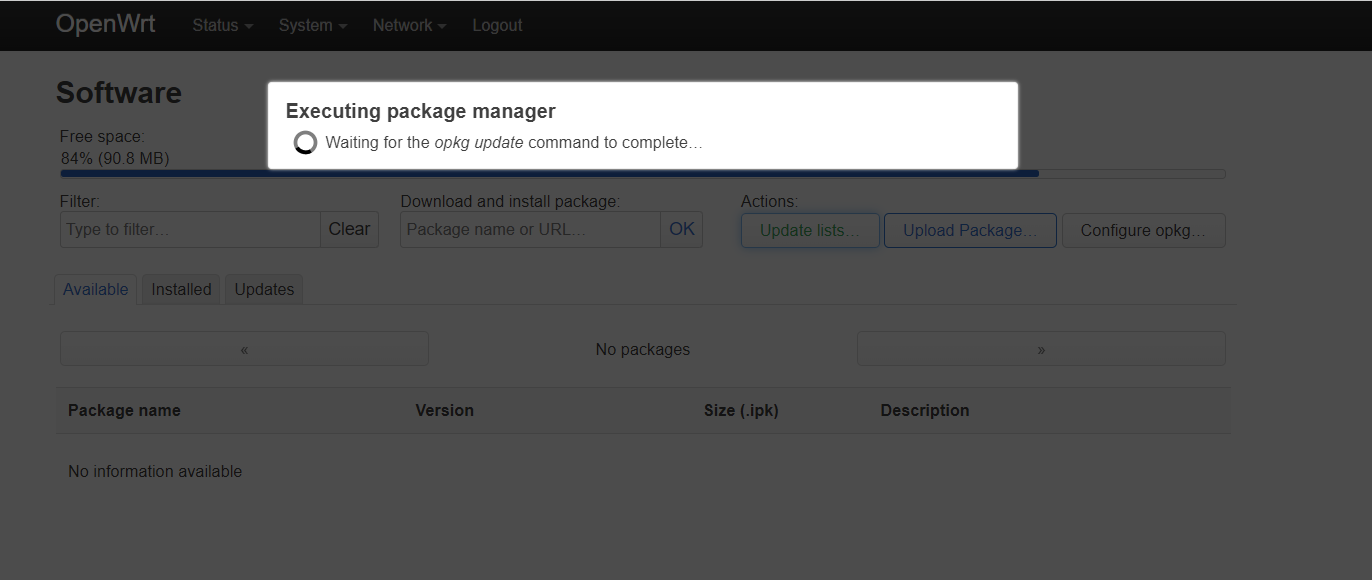 OpenWrt Status System Network Logout
Software
Executing package manager
Waiting for the opkg update command to complete…
Free space:
84% (90.8 MB)
Filter: Download and install package: Actions:
Type to filter… Clear Package name or URL… OK Update lists… Upload Package… Configure opkg…
Available Installed Updates
« No packages »
Package name Version Size (.ipk) Description
No information available